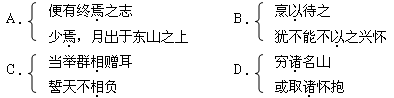 A. 便有终焉之志
少焉，月出于东山之上
B. 烹以待之
犹不能不以之兴怀
C. 当举群相赠耳
誓天不相负
D. 穷诸名山
或取诸怀抱